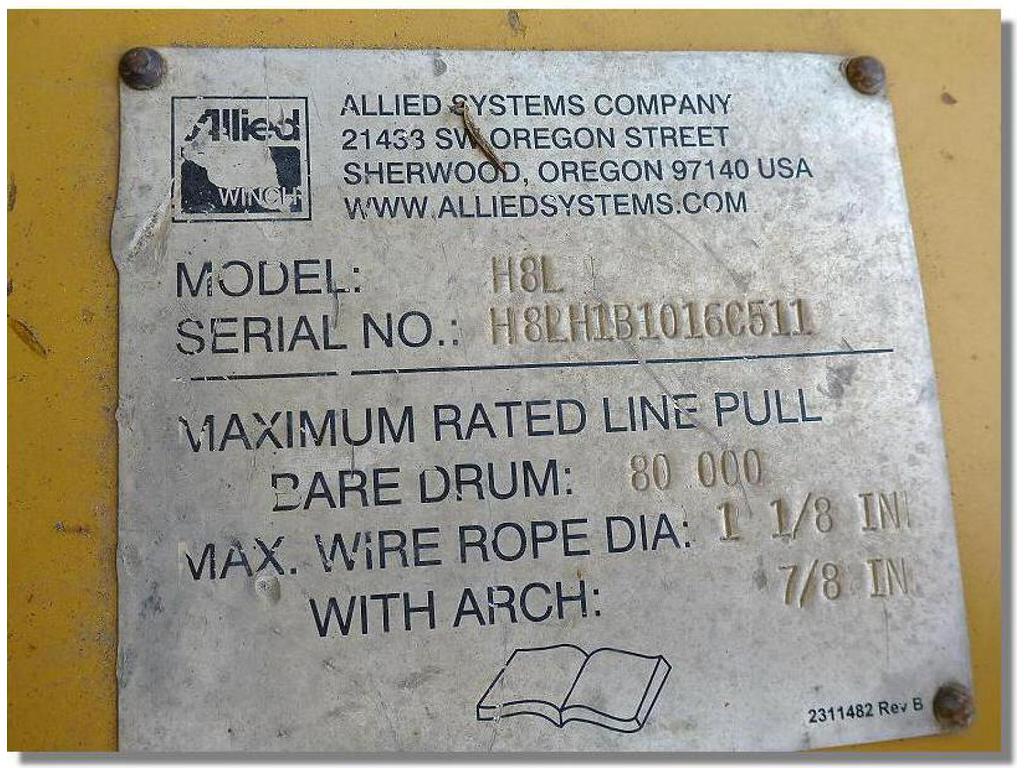 Allied
WINCH
ALLIED SYSTEMS COMPANY
21433 SW OREGON STREET
SHERWOOD, OREGON 97140 USA
WWW.ALLIEDSYSTEMS.COM
MODEL: H8L
SERIAL NO.: H8LH1B1016C511
MAXIMUM RATED LINE PULL
BARE DRUM: 80 000
MAX. WIRE ROPE DIA: 1 1/8 IN
WITH ARCH: 7/8 IN
2311482 Rev B